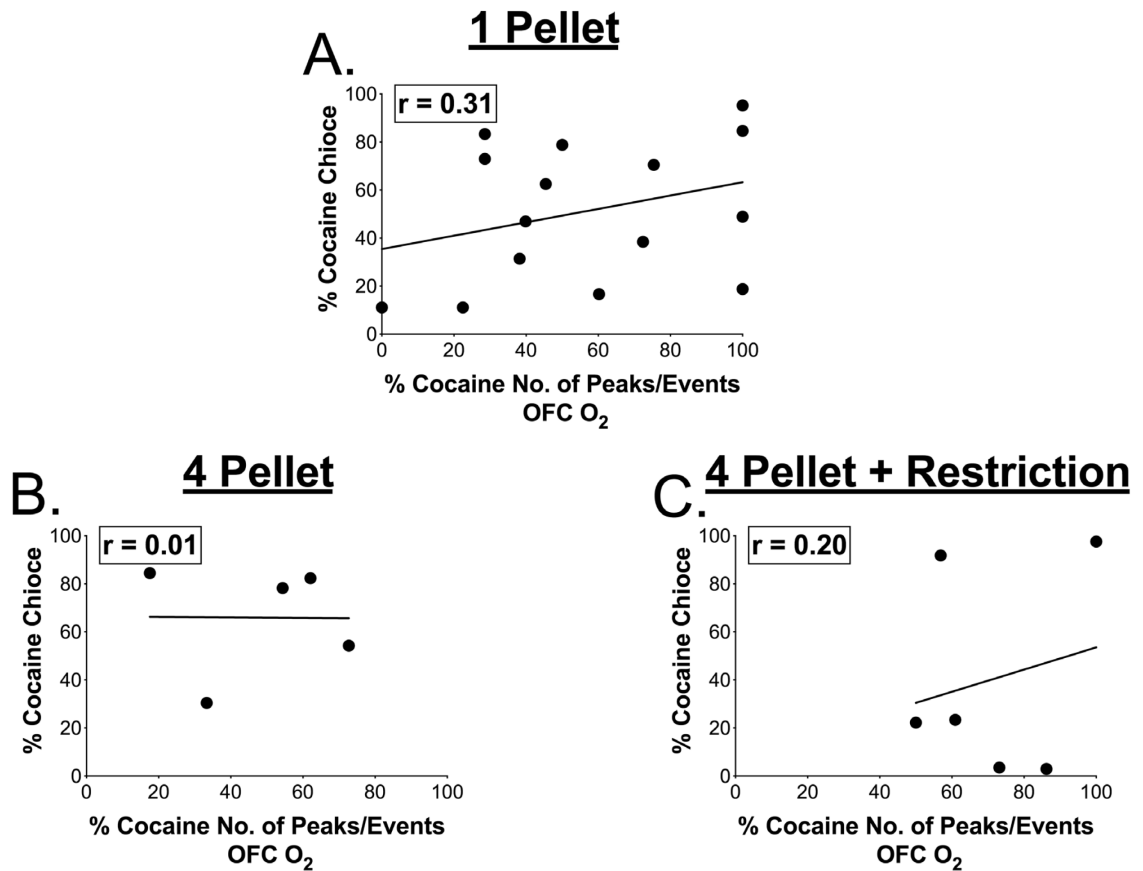 1 Pellet
A.
r = 0.31
% Cocaine Chioce
100
80
60
40
20
0
0 20 40 60 80 100
% Cocaine No. of Peaks/Events
OFC O₂
4 Pellet
B.
r = 0.01
% Cocaine Chioce
100
80
60
40
20
0
0 20 40 60 80 100
% Cocaine No. of Peaks/Events
OFC O₂
4 Pellet + Restriction
C.
r = 0.20
% Cocaine Chioce
100
80
60
40
20
0
0 20 40 60 80 100
% Cocaine No. of Peaks/Events
OFC O₂